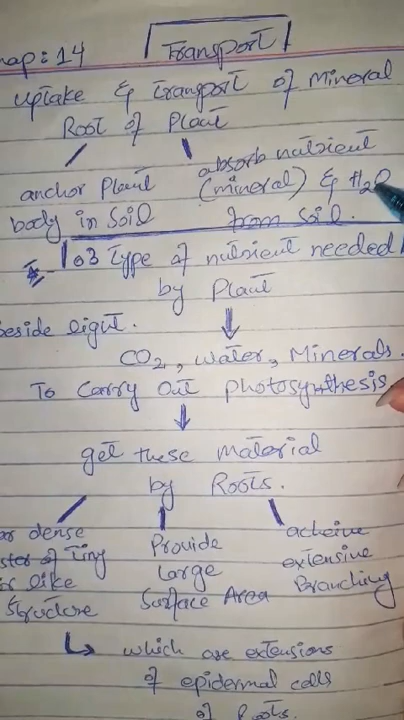 hap: 14 Transport
uptake & transport of mineral
Root of Plant
anchor Plant
body in Soil
absorb nutrient
(mineral) & H2O
from Soil.
03 type of nutrient needed
by Plant
beside light.
CO2, water, Minerals.
To Carry Out photosynthesis
get these material
by Roots.
dense
of Tiny
like
Structure
Provide
Large
Surface Area
acheive
extensive
Branching
which are extensions
of epidermal cells
of Roots.